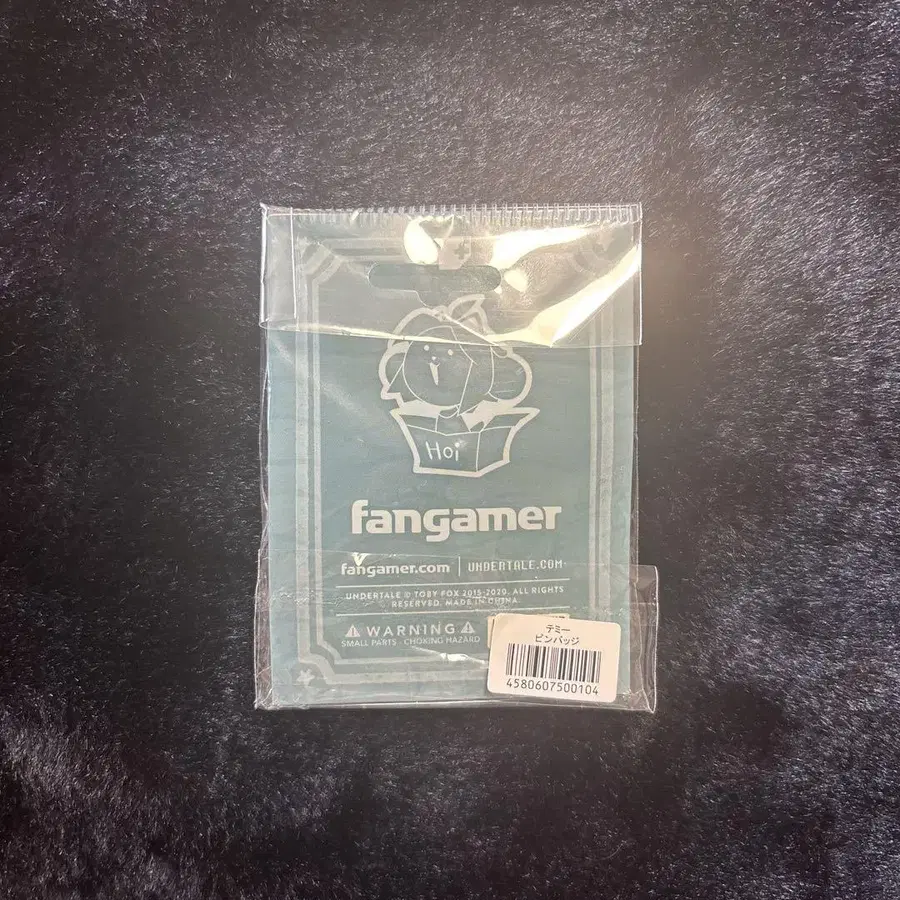 Hoi
fangamer
fangamer.com | UNDERTALE.COM
UNDERTALE © TOBY FOX 2015-2020. ALL RIGHTS
RESERVED. MADE IN CHINA
⚠ WARNING ⚠
SMALL PARTS - CHOKING HAZARD
テミー
ピンバッジ
4580607500104